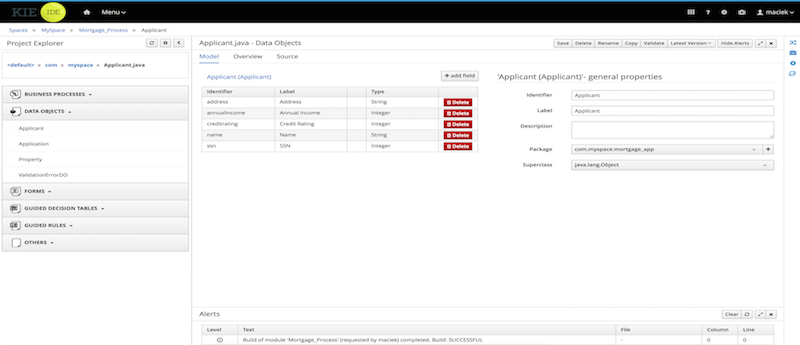 KIE IDE Menu maciek
Spaces » MySpace » Mortgage_Process » Applicant
Project Explorer
<default> » com » myspace » Applicant.java
BUSINESS PROCESSES
DATA OBJECTS
Applicant
Application
Property
ValidationErrorDO
FORMS
GUIDED DECISION TABLES
GUIDED RULES
OTHERS
Applicant.java - Data Objects
Save Delete Rename Copy Validate Latest Version Hide Alerts
Model Overview Source
Applicant (Applicant) + add field
Identifier Label Type
address Address String Delete
annualincome Annual Income Integer Delete
creditrating Credit Rating Integer Delete
name Name String Delete
ssn SSN Integer Delete
'Applicant (Applicant)'- general properties
Identifier Applicant
Label Applicant
Description
Package com.myspace.mortgage_app
Superclass java.lang.Object
Alerts Clear
Level Text File Column Line
Build of module 'Mortgage_Process' (requested by maciek) completed. Build: SUCCESSFUL - 0 0